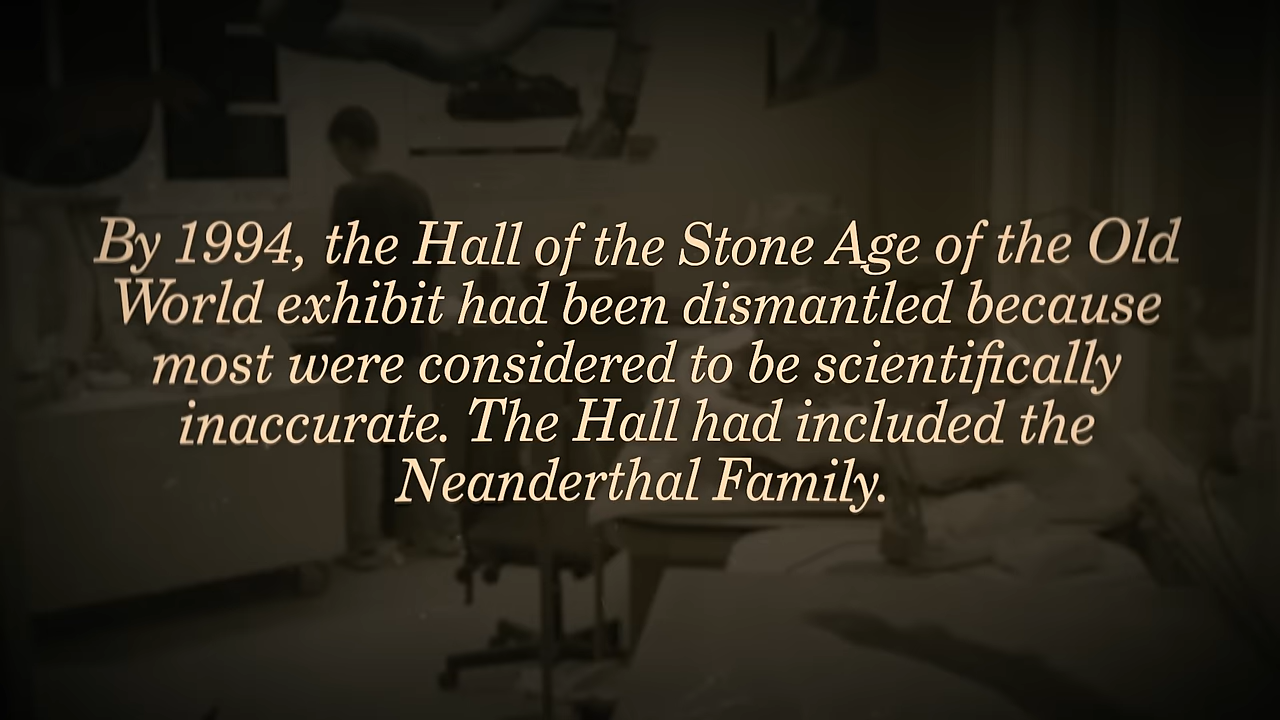 By 1994, the Hall of the Stone Age of the Old
World exhibit had been dismantled because
most were considered to be scientifically
inaccurate. The Hall had included the
Neanderthal Family.